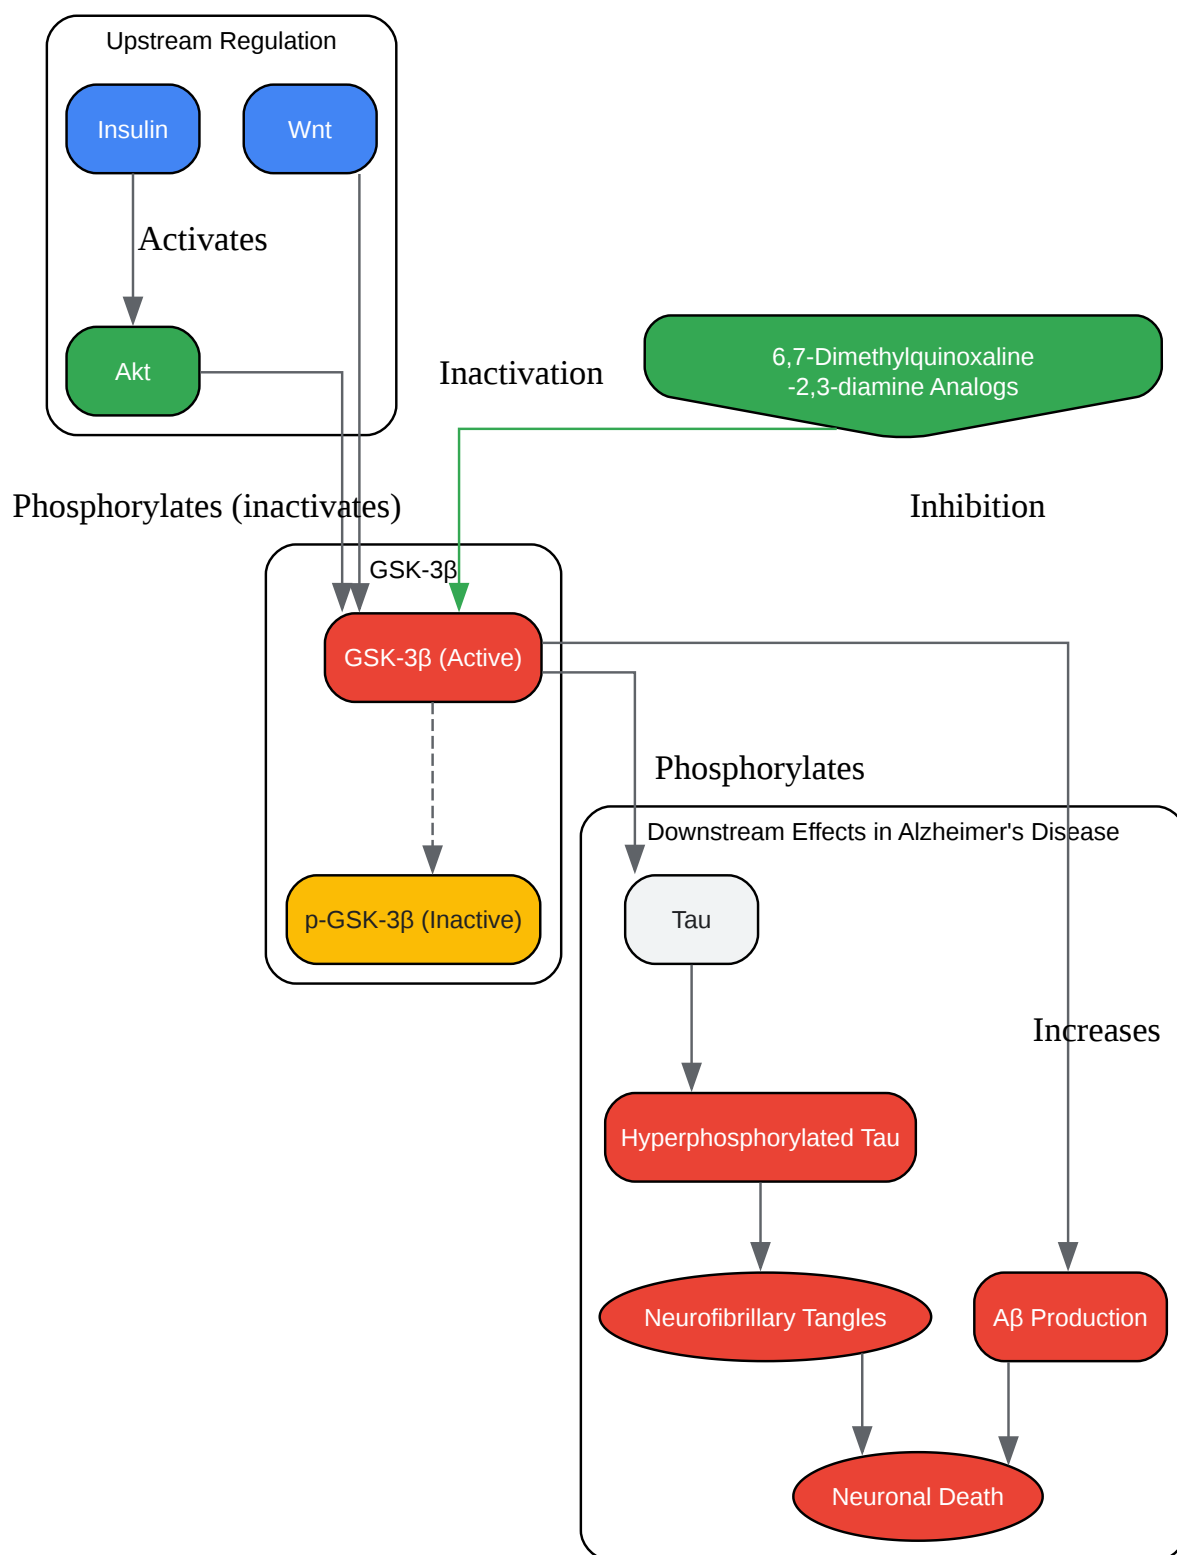 Upstream Regulation
Insulin
Wnt
Activates
Akt
Inactivation
6,7-Dimethylquinoxaline
-2,3-diamine Analogs
Phosphorylates (inactivates)
Inhibition
GSK-3β
GSK-3β (Active)
Phosphorylates
Downstream Effects in Alzheimer's Disease
p-GSK-3β (Inactive)
Tau
Increases
Hyperphosphorylated Tau
Neurofibrillary Tangles
Aβ Production
Neuronal Death